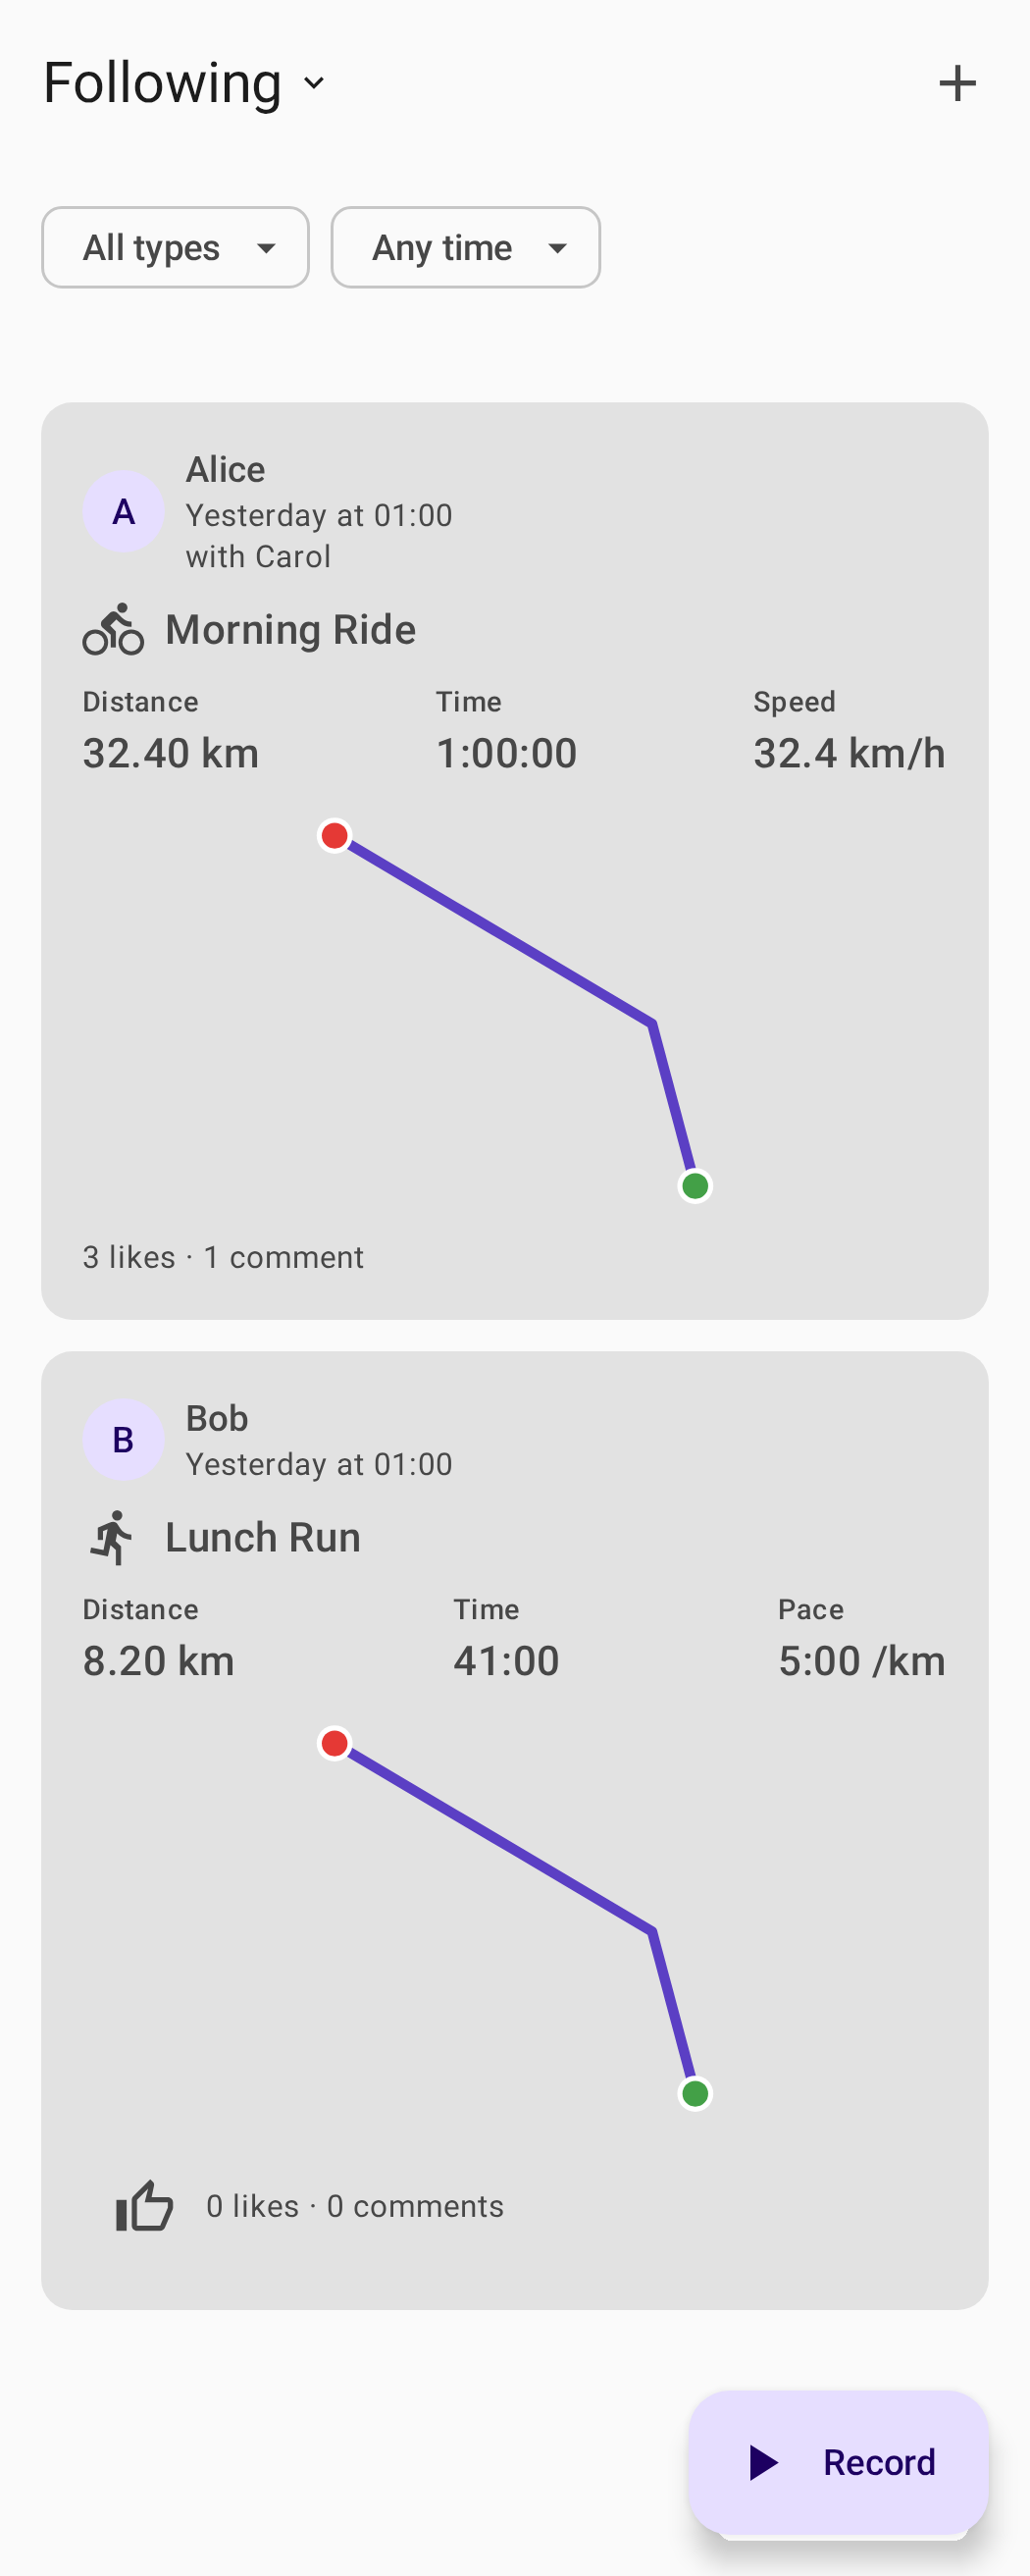 Following
All types
Any time
A
Alice
Yesterday at 01:00
with Carol
Morning Ride
Distance Time Speed
32.40 km 1:00:00 32.4 km/h
3 likes · 1 comment
B
Bob
Yesterday at 01:00
Lunch Run
Distance Time Pace
8.20 km 41:00 5:00 /km
0 likes · 0 comments
Record